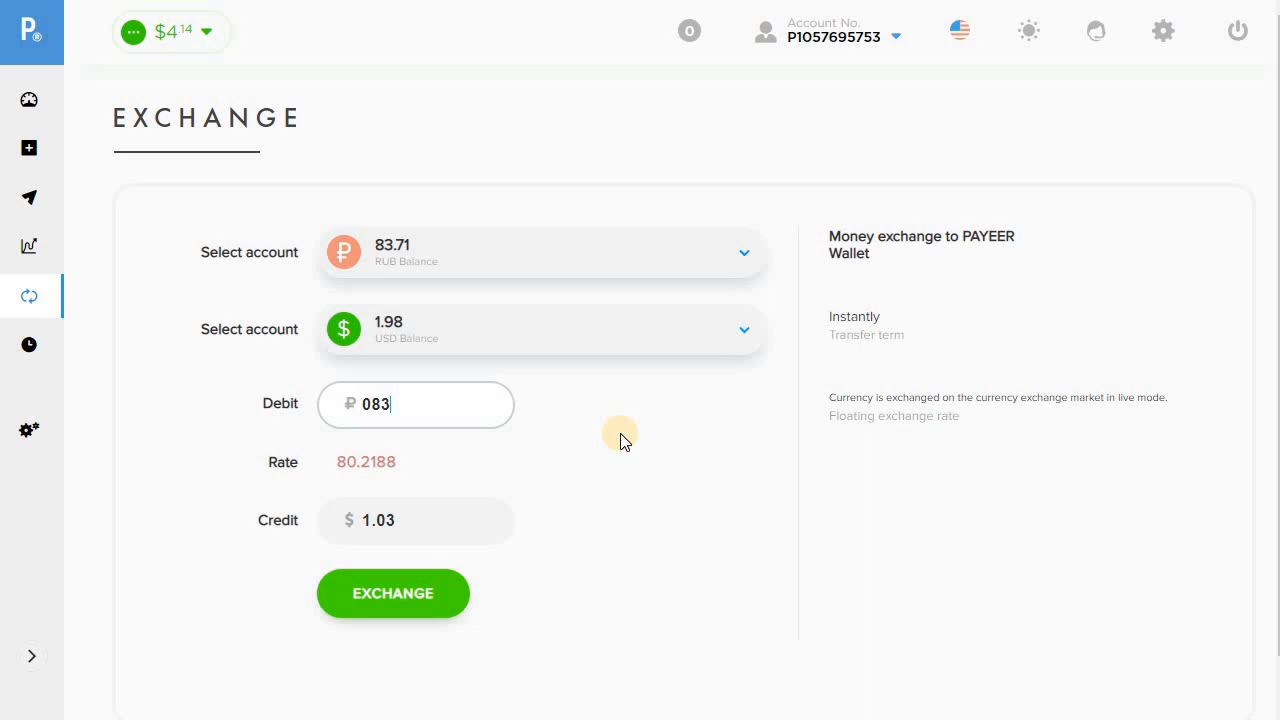 P®
$4.14
0
Account No.
P1057695753
EXCHANGE
Select account
₽
83.71
RUB Balance
Select account
$
1.98
USD Balance
Debit
₽ 083
Rate
80.2188
Credit
$ 1.03
EXCHANGE
Money exchange to PAYEER
Wallet
Instantly
Transfer term
Currency is exchanged on the currency exchange market in live mode.
Floating exchange rate